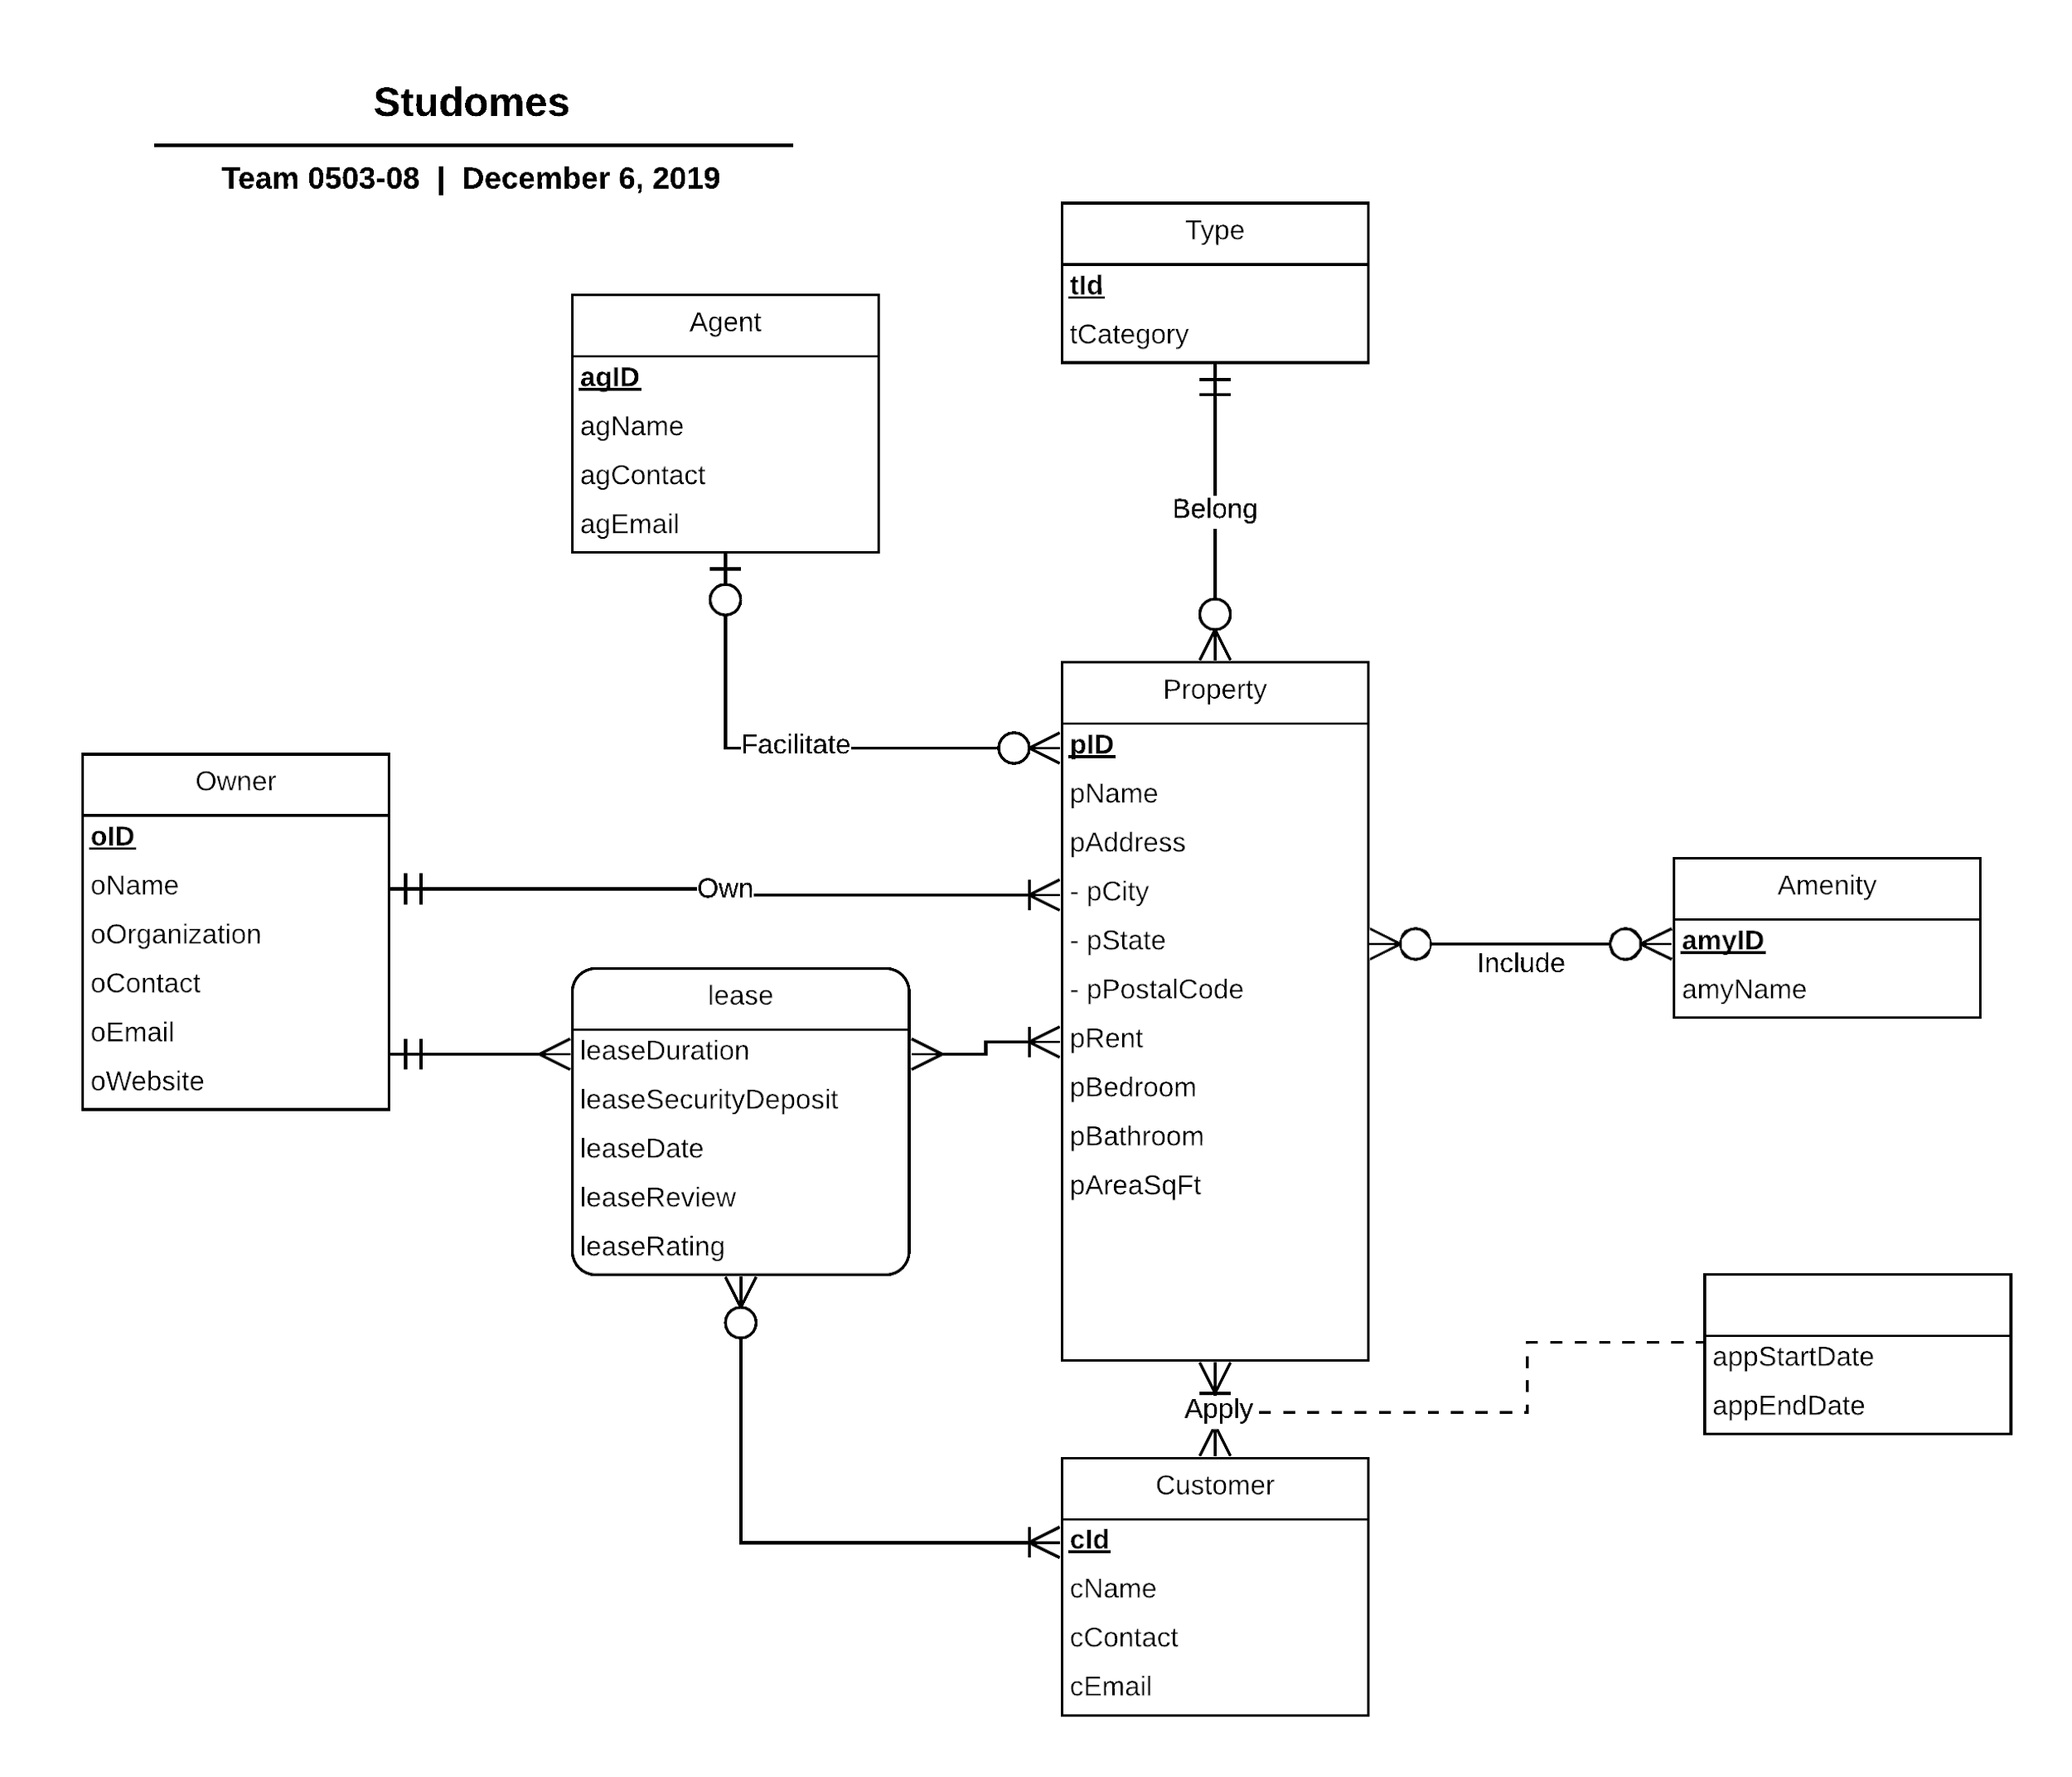 Studomes
Team 0503-08 | December 6, 2019
Type
tId
tCategory
Agent
agID
agName
agContact
agEmail
Belong
Facilitate
Property
pID
pName
pAddress
- pCity
- pState
- pPostalCode
pRent
pBedroom
pBathroom
pAreaSqFt
Owner
oID
oName
oOrganization
oContact
oEmail
oWebsite
Own
Amenity
amyID
amyName
Include
lease
leaseDuration
leaseSecurityDeposit
leaseDate
leaseReview
leaseRating
appStartDate
appEndDate
Apply
Customer
cId
cName
cContact
cEmail